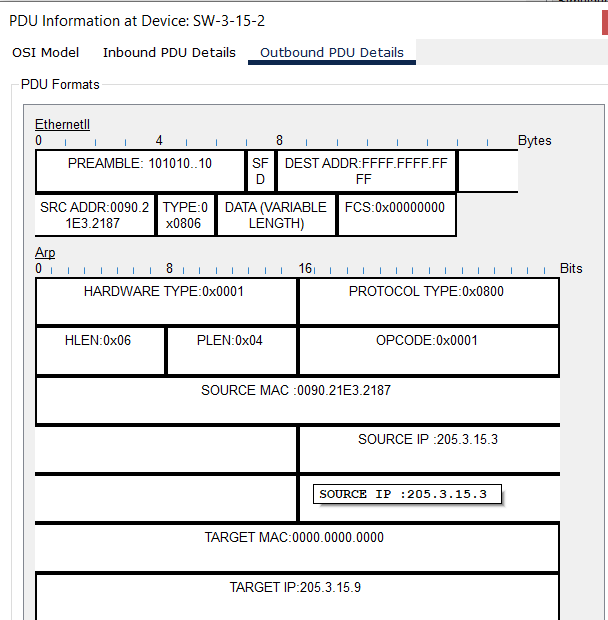 PDU Information at Device: SW-3-15-2
OSI Model Inbound PDU Details Outbound PDU Details
PDU Formats
EthernetII
0 4 8 Bytes
PREAMBLE: 101010..10
SF
D
DEST ADDR:FFFF.FFFF.FF
FF
SRC ADDR:0090.2
1E3.2187
TYPE:0
x0806
DATA (VARIABLE
LENGTH)
FCS:0x00000000
Arp
0 8 16 Bits
HARDWARE TYPE:0x0001 PROTOCOL TYPE:0x0800
HLEN:0x06 PLEN:0x04 OPCODE:0x0001
SOURCE MAC :0090.21E3.2187
SOURCE IP :205.3.15.3
SOURCE IP :205.3.15.3
TARGET MAC:0000.0000.0000
TARGET IP:205.3.15.9